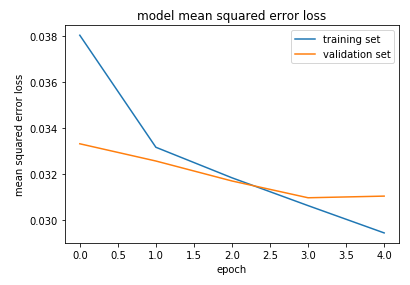 model mean squared error loss
training set
validation set
mean squared error loss
0.038
0.036
0.034
0.032
0.030
0.0 0.5 1.0 1.5 2.0 2.5 3.0 3.5 4.0
epoch